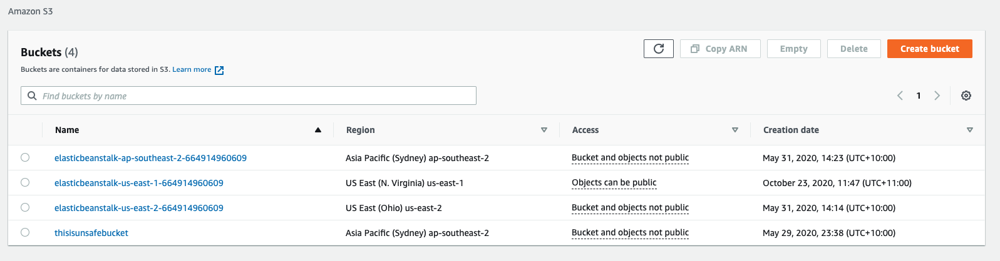 Amazon S3
Buckets (4)
Copy ARN Empty Delete Create bucket
Buckets are containers for data stored in S3. Learn more
Find buckets by name
1
Name Region Access Creation date
elasticbeanstalk-ap-southeast-2-664914960609 Asia Pacific (Sydney) ap-southeast-2 Bucket and objects not public May 31, 2020, 14:23 (UTC+10:00)
elasticbeanstalk-us-east-1-664914960609 US East (N. Virginia) us-east-1 Objects can be public October 23, 2020, 11:47 (UTC+11:00)
elasticbeanstalk-us-east-2-664914960609 US East (Ohio) us-east-2 Bucket and objects not public May 31, 2020, 14:14 (UTC+10:00)
thisisunsafebucket Asia Pacific (Sydney) ap-southeast-2 Bucket and objects not public May 29, 2020, 23:38 (UTC+10:00)